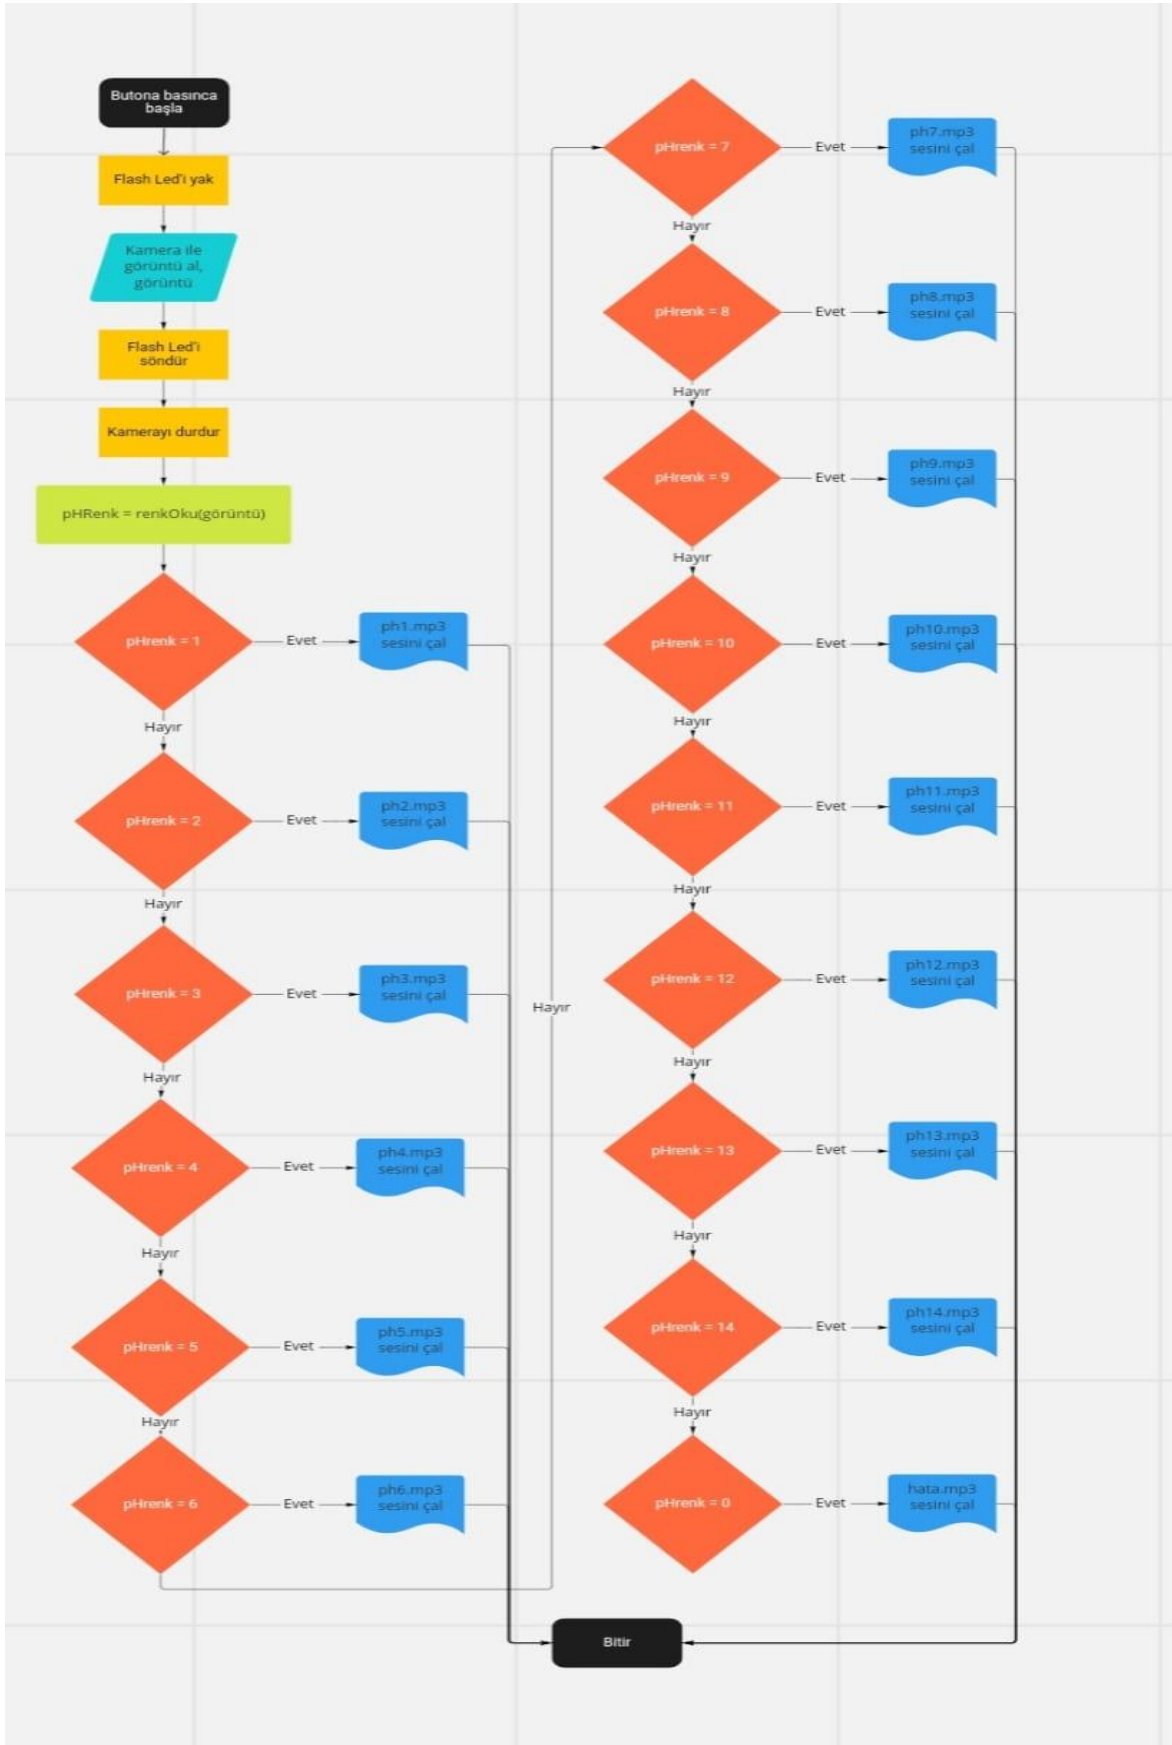 Butona basınca
başla
Flash Led'i yak
Kamera ile
görüntü al,
görüntü
Flash Led'i
söndür
Kamerayı durdur
pHRenk = renkOku(görüntü)
pHrenk = 1
Evet
ph1.mp3
sesini çal
Hayır
pHrenk = 2
Evet
ph2.mp3
sesini çal
Hayır
pHrenk = 3
Evet
ph3.mp3
sesini çal
Hayır
pHrenk = 4
Evet
ph4.mp3
sesini çal
Hayır
pHrenk = 5
Evet
ph5.mp3
sesini çal
Hayır
pHrenk = 6
Evet
ph6.mp3
sesini çal
Hayır
pHrenk = 7
Evet
ph7.mp3
sesini çal
Hayır
pHrenk = 8
Evet
ph8.mp3
sesini çal
Hayır
pHrenk = 9
Evet
ph9.mp3
sesini çal
Hayır
pHrenk = 10
Evet
ph10.mp3
sesini çal
Hayır
pHrenk = 11
Evet
ph11.mp3
sesini çal
Hayır
pHrenk = 12
Evet
ph12.mp3
sesini çal
Hayır
pHrenk = 13
Evet
ph13.mp3
sesini çal
Hayır
pHrenk = 14
Evet
ph14.mp3
sesini çal
Hayır
pHrenk = 0
Evet
hata.mp3
sesini çal
Bitir